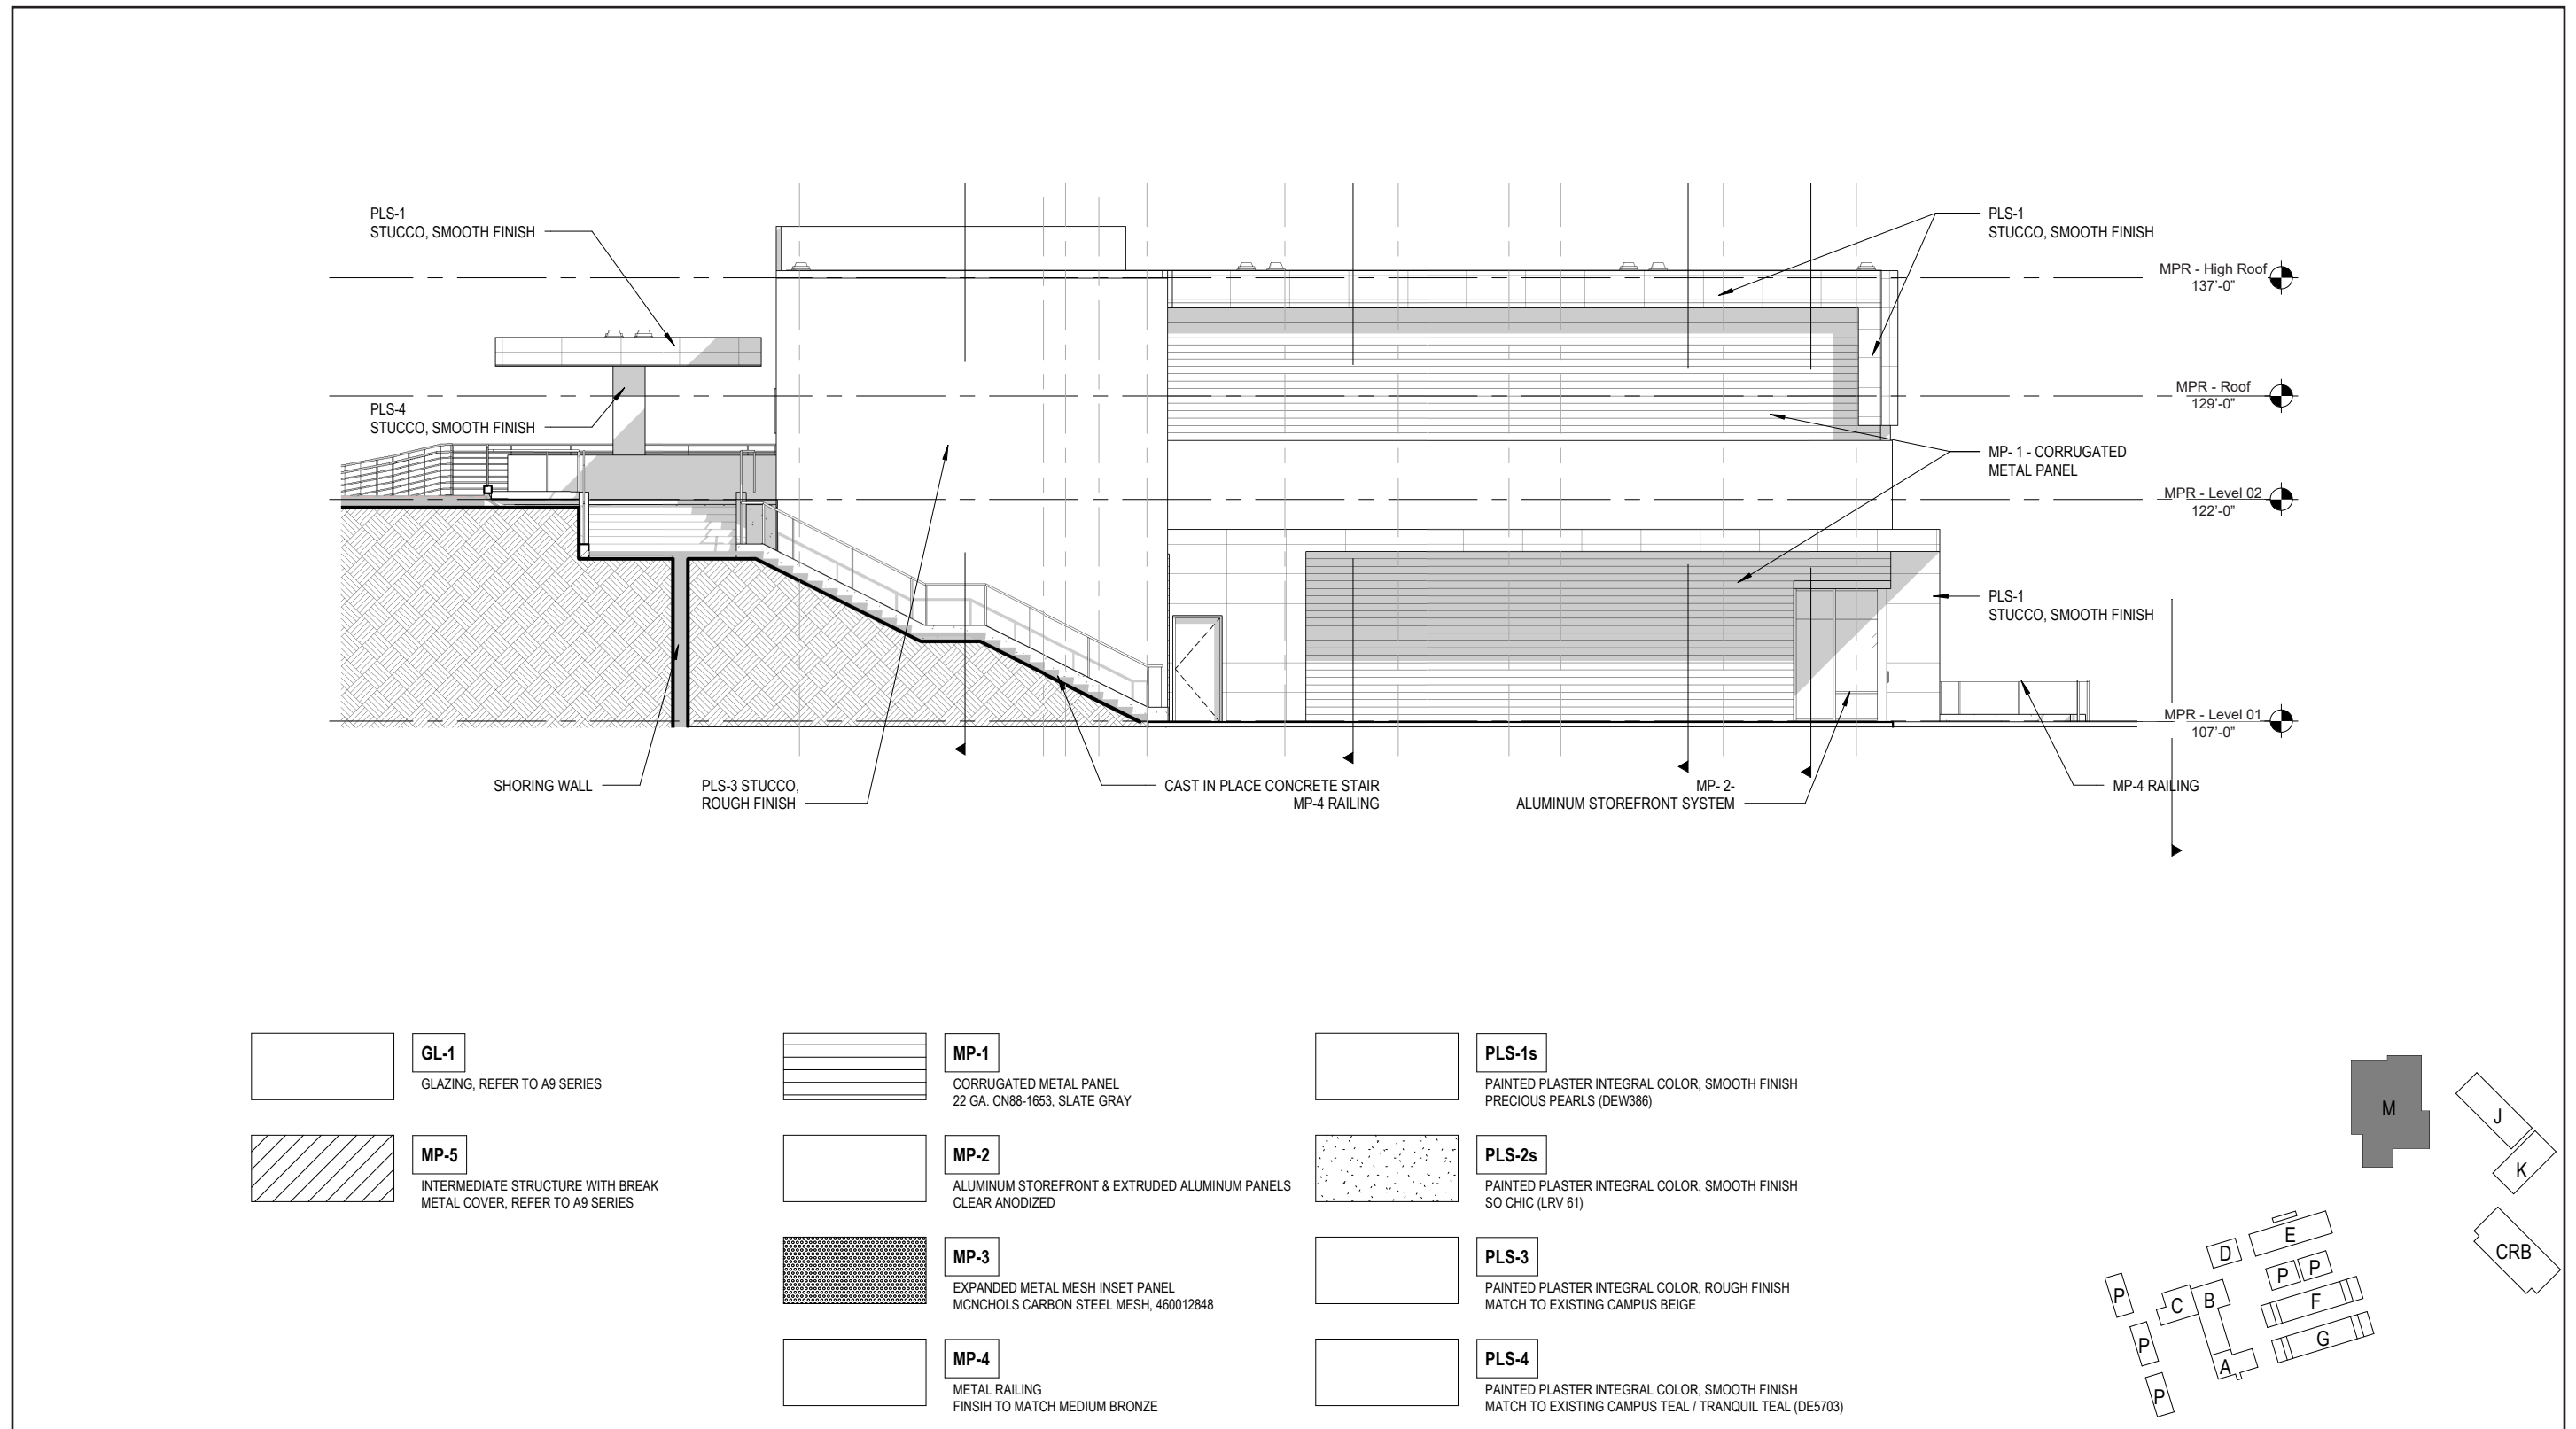 PLS-1
STUCCO, SMOOTH FINISH
PLS-1
STUCCO, SMOOTH FINISH
MPR - High Roof
137'-0"
MPR - Roof
129'-0"
PLS-4
STUCCO, SMOOTH FINISH
MP- 1 - CORRUGATED
METAL PANEL
MPR - Level 02
122'-0"
PLS-1
STUCCO, SMOOTH FINISH
MPR - Level 01
107'-0"
SHORING WALL
PLS-3 STUCCO,
ROUGH FINISH
CAST IN PLACE CONCRETE STAIR
MP-4 RAILING
MP- 2-
ALUMINUM STOREFRONT SYSTEM
MP-4 RAILING
GL-1
GLAZING, REFER TO A9 SERIES
MP-5
INTERMEDIATE STRUCTURE WITH BREAK
METAL COVER, REFER TO A9 SERIES
MP-1
CORRUGATED METAL PANEL
22 GA. CN88-1653, SLATE GRAY
MP-2
ALUMINUM STOREFRONT & EXTRUDED ALUMINUM PANELS
CLEAR ANODIZED
MP-3
EXPANDED METAL MESH INSET PANEL
MCNCHOLS CARBON STEEL MESH, 460012848
MP-4
METAL RAILING
FINSIH TO MATCH MEDIUM BRONZE
PLS-1s
PAINTED PLASTER INTEGRAL COLOR, SMOOTH FINISH
PRECIOUS PEARLS (DEW386)
PLS-2s
PAINTED PLASTER INTEGRAL COLOR, SMOOTH FINISH
SO CHIC (LRV 61)
PLS-3
PAINTED PLASTER INTEGRAL COLOR, ROUGH FINISH
MATCH TO EXISTING CAMPUS BEIGE
PLS-4
PAINTED PLASTER INTEGRAL COLOR, SMOOTH FINISH
MATCH TO EXISTING CAMPUS TEAL / TRANQUIL TEAL (DE5703)
M
J
K
E
D
CRB
P
P
P
C
B
F
G
P
A
P